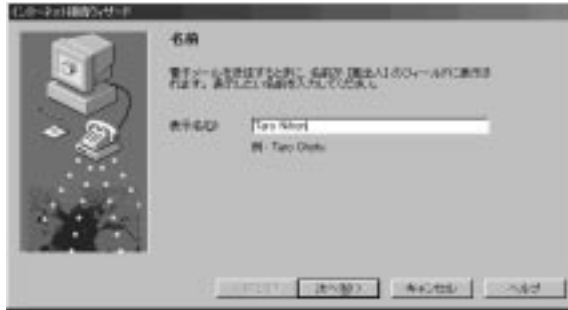 インターネット接続ウィザード
名前
電子メールを送信するときに、名前が [差出人] のフィールドに表示さ
れます。表示したい名前を入力してください。
表示名(D):
Taro Nihon
例 : Taro Chofu
次へ(N) >
キャンセル
ヘルプ